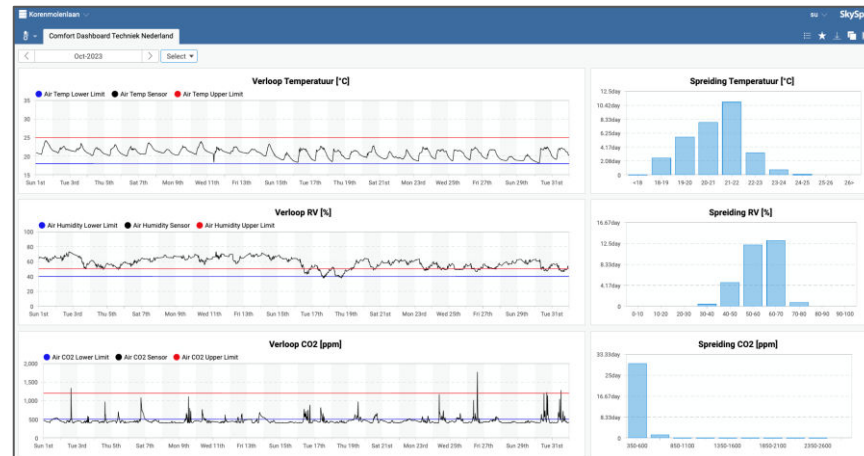 Korenmolenlaan
su
SkySp
Comfort Dashboard Techniek Nederland
Oct-2023
Select
Verloop Temperatuur [°C]
Air Temp Lower Limit Air Temp Sensor Air Temp Upper Limit
35
30
25
20
15
Sun 1st Tue 3rd Thu 5th Sat 7th Mon 9th Wed 11th Fri 13th Sun 15th Tue 17th Thu 19th Sat 21st Mon 23rd Wed 25th Fri 27th Sun 29th Tue 31st
Spreiding Temperatuur [°C]
12.5day
10.42day
8.33day
6.25day
4.17day
2.08day
0
<18 18-19 19-20 20-21 21-22 22-23 23-24 24-25 25-26 26>
Verloop RV [%]
Air Humidity Lower Limit Air Humidity Sensor Air Humidity Upper Limit
100
80
60
40
20
0
Sun 1st Tue 3rd Thu 5th Sat 7th Mon 9th Wed 11th Fri 13th Sun 15th Tue 17th Thu 19th Sat 21st Mon 23rd Wed 25th Fri 27th Sun 29th Tue 31st
Spreiding RV [%]
16.67day
12.5day
8.33day
4.17day
0
0-10 10-20 20-30 30-40 40-50 50-60 60-70 70-80 80-90 90-100
Verloop CO2 [ppm]
Air CO2 Lower Limit Air CO2 Sensor Air CO2 Upper Limit
2,000
1,500
1,000
500
0
Sun 1st Tue 3rd Thu 5th Sat 7th Mon 9th Wed 11th Fri 13th Sun 15th Tue 17th Thu 19th Sat 21st Mon 23rd Wed 25th Fri 27th Sun 29th Tue 31st
Spreiding CO2 [ppm]
33.33day
25day
16.67day
8.33day
0
350-600 850-1100 1350-1600 1850-2100 2350-2600